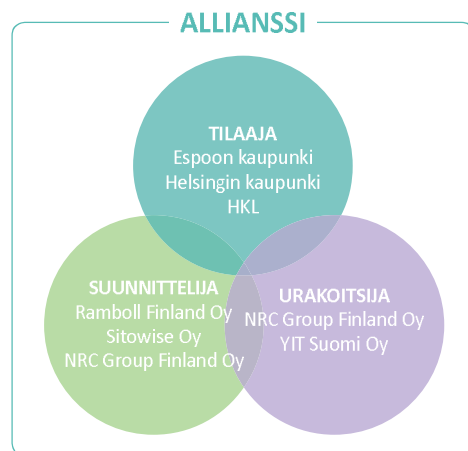 ALLIANSSI
TILAAJA
Espoon kaupunki
Helsingin kaupunki
HKL
SUUNNITTELIJA
Ramboll Finland Oy
Sitowise Oy
NRC Group Finland Oy
URAKOITSIJA
NRC Group Finland Oy
YIT Suomi Oy